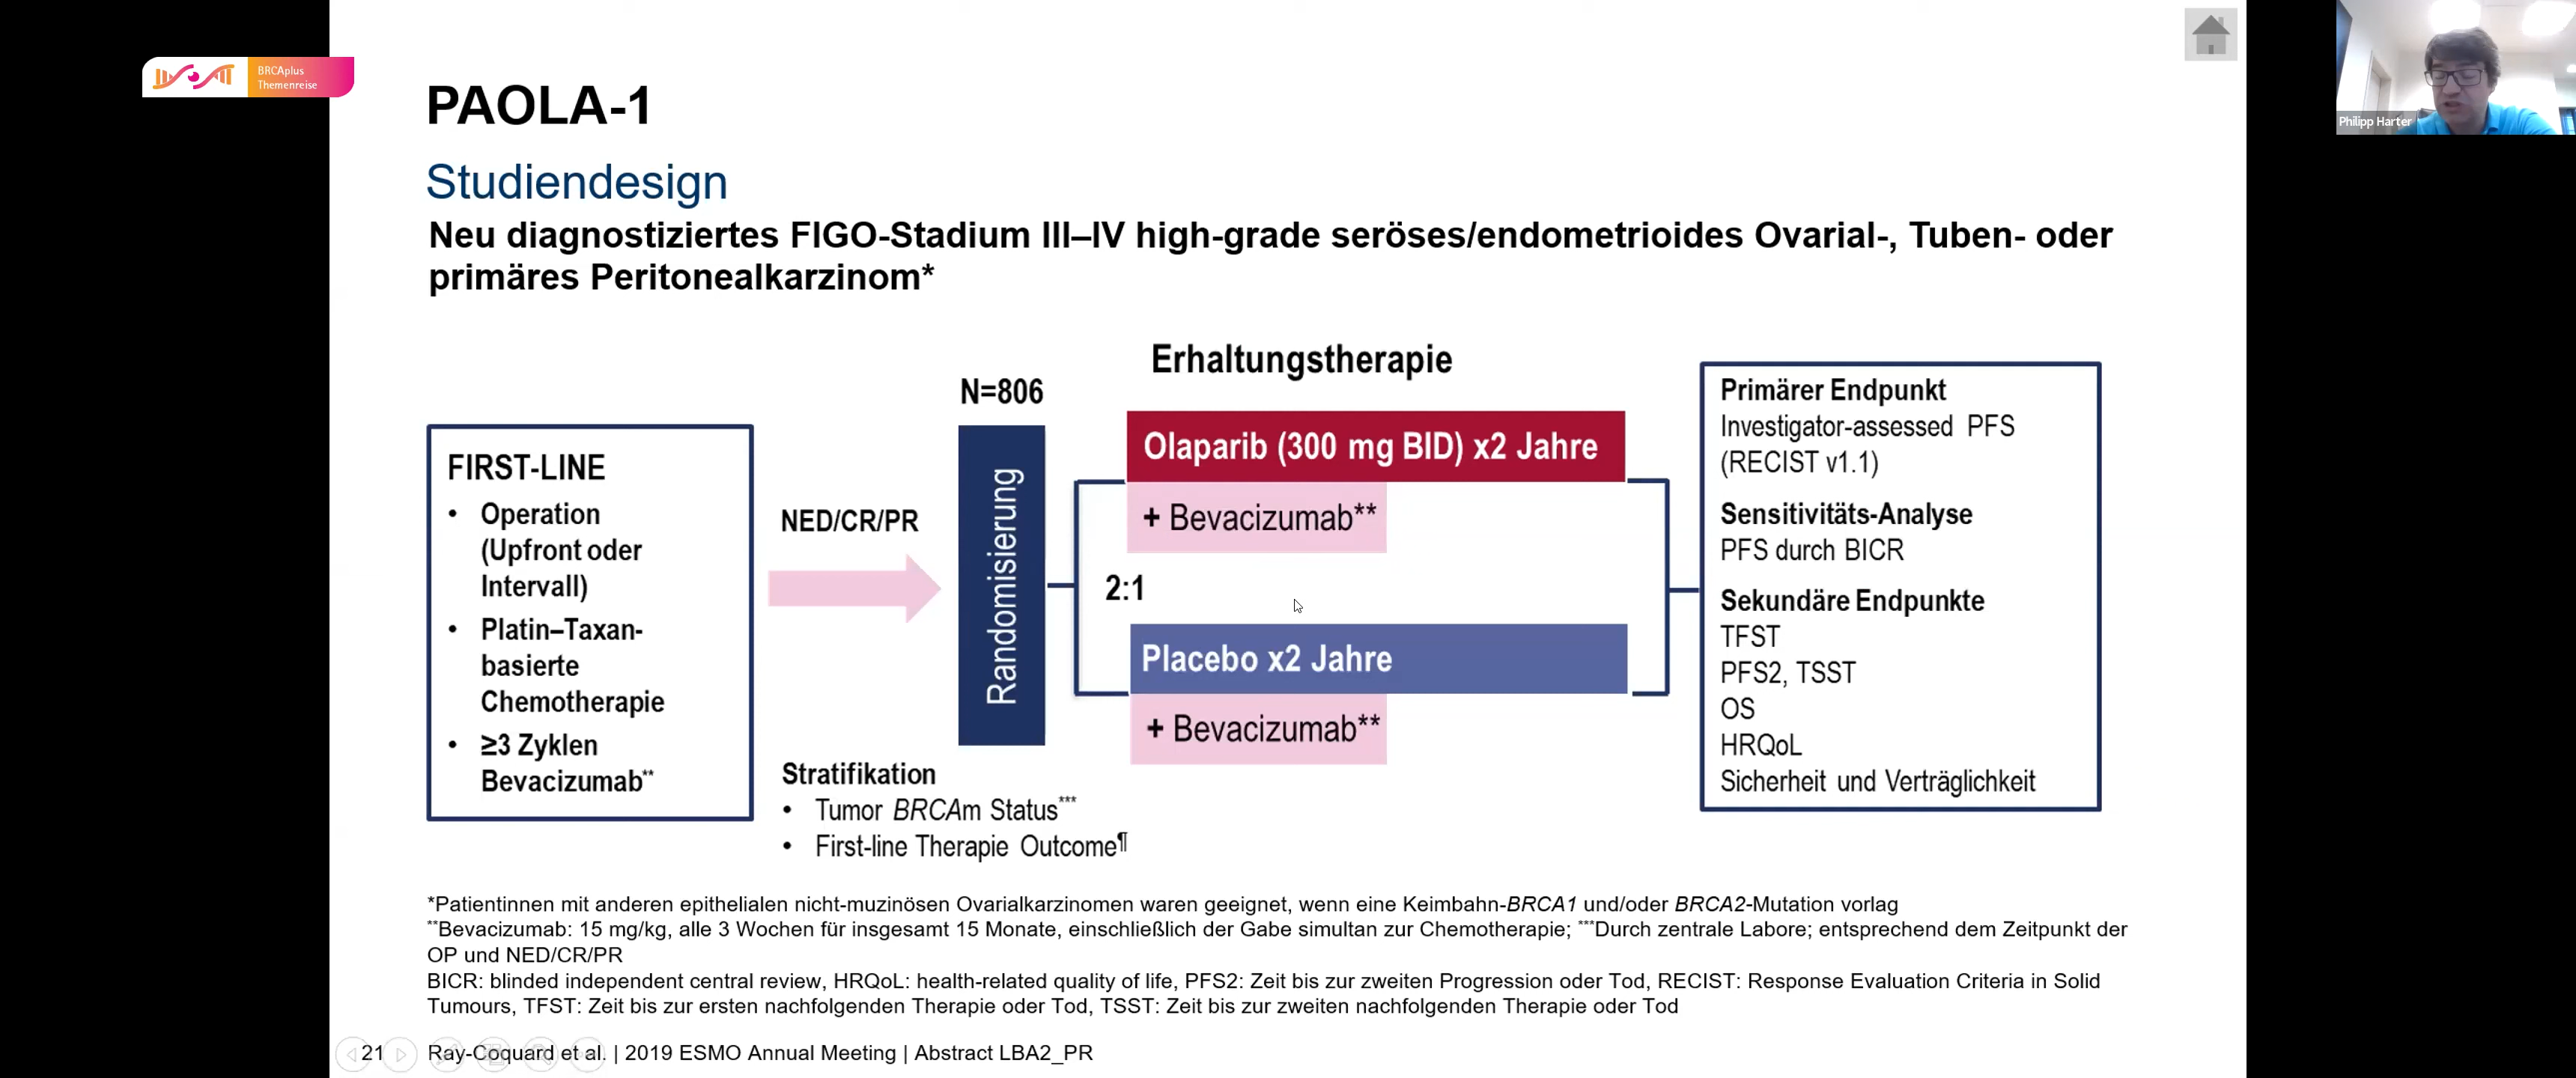 BRCAplus
Themenreise
Philipp Harter
PAOLA-1
Studiendesign
Neu diagnostiziertes FIGO-Stadium III–IV high-grade seröses/endometrioides Ovarial-, Tuben- oder
primäres Peritonealkarzinom*
FIRST-LINE
• Operation
(Upfront oder
Intervall)
• Platin–Taxan-
basierte
Chemotherapie
• ≥3 Zyklen
Bevacizumab**
NED/CR/PR
Stratifikation
• Tumor BRCAm Status***
• First-line Therapie Outcome¶
N=806
Randomisierung
Erhaltungstherapie
Olaparib (300 mg BID) x2 Jahre
+ Bevacizumab**
2:1
Placebo x2 Jahre
+ Bevacizumab**
Primärer Endpunkt
Investigator-assessed PFS
(RECIST v1.1)
Sensitivitäts-Analyse
PFS durch BICR
Sekundäre Endpunkte
TFST
PFS2, TSST
OS
HRQoL
Sicherheit und Verträglichkeit
*Patientinnen mit anderen epithelialen nicht-muzinösen Ovarialkarzinomen waren geeignet, wenn eine Keimbahn-BRCA1 und/oder BRCA2-Mutation vorlag
**Bevacizumab: 15 mg/kg, alle 3 Wochen für insgesamt 15 Monate, einschließlich der Gabe simultan zur Chemotherapie; ***Durch zentrale Labore; entsprechend dem Zeitpunkt der
OP und NED/CR/PR
BICR: blinded independent central review, HRQoL: health-related quality of life, PFS2: Zeit bis zur zweiten Progression oder Tod, RECIST: Response Evaluation Criteria in Solid
Tumours, TFST: Zeit bis zur ersten nachfolgenden Therapie oder Tod, TSST: Zeit bis zur zweiten nachfolgenden Therapie oder Tod
21 Ray-Coquard et al. | 2019 ESMO Annual Meeting | Abstract LBA2_PR